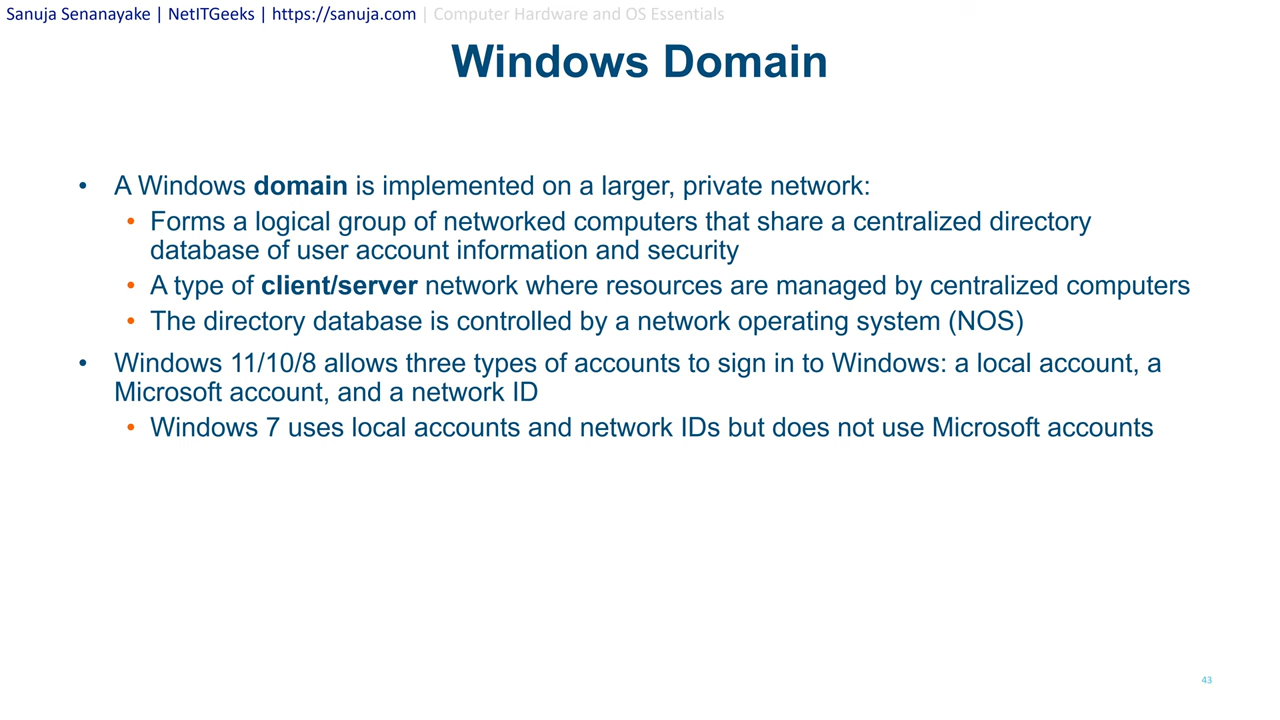 Sanuja Senanayake | NetITGeeks | https://sanuja.com | Computer Hardware and OS Essentials
Windows Domain
• A Windows domain is implemented on a larger, private network:
• Forms a logical group of networked computers that share a centralized directory
database of user account information and security
• A type of client/server network where resources are managed by centralized computers
• The directory database is controlled by a network operating system (NOS)
• Windows 11/10/8 allows three types of accounts to sign in to Windows: a local account, a
Microsoft account, and a network ID
• Windows 7 uses local accounts and network IDs but does not use Microsoft accounts
43